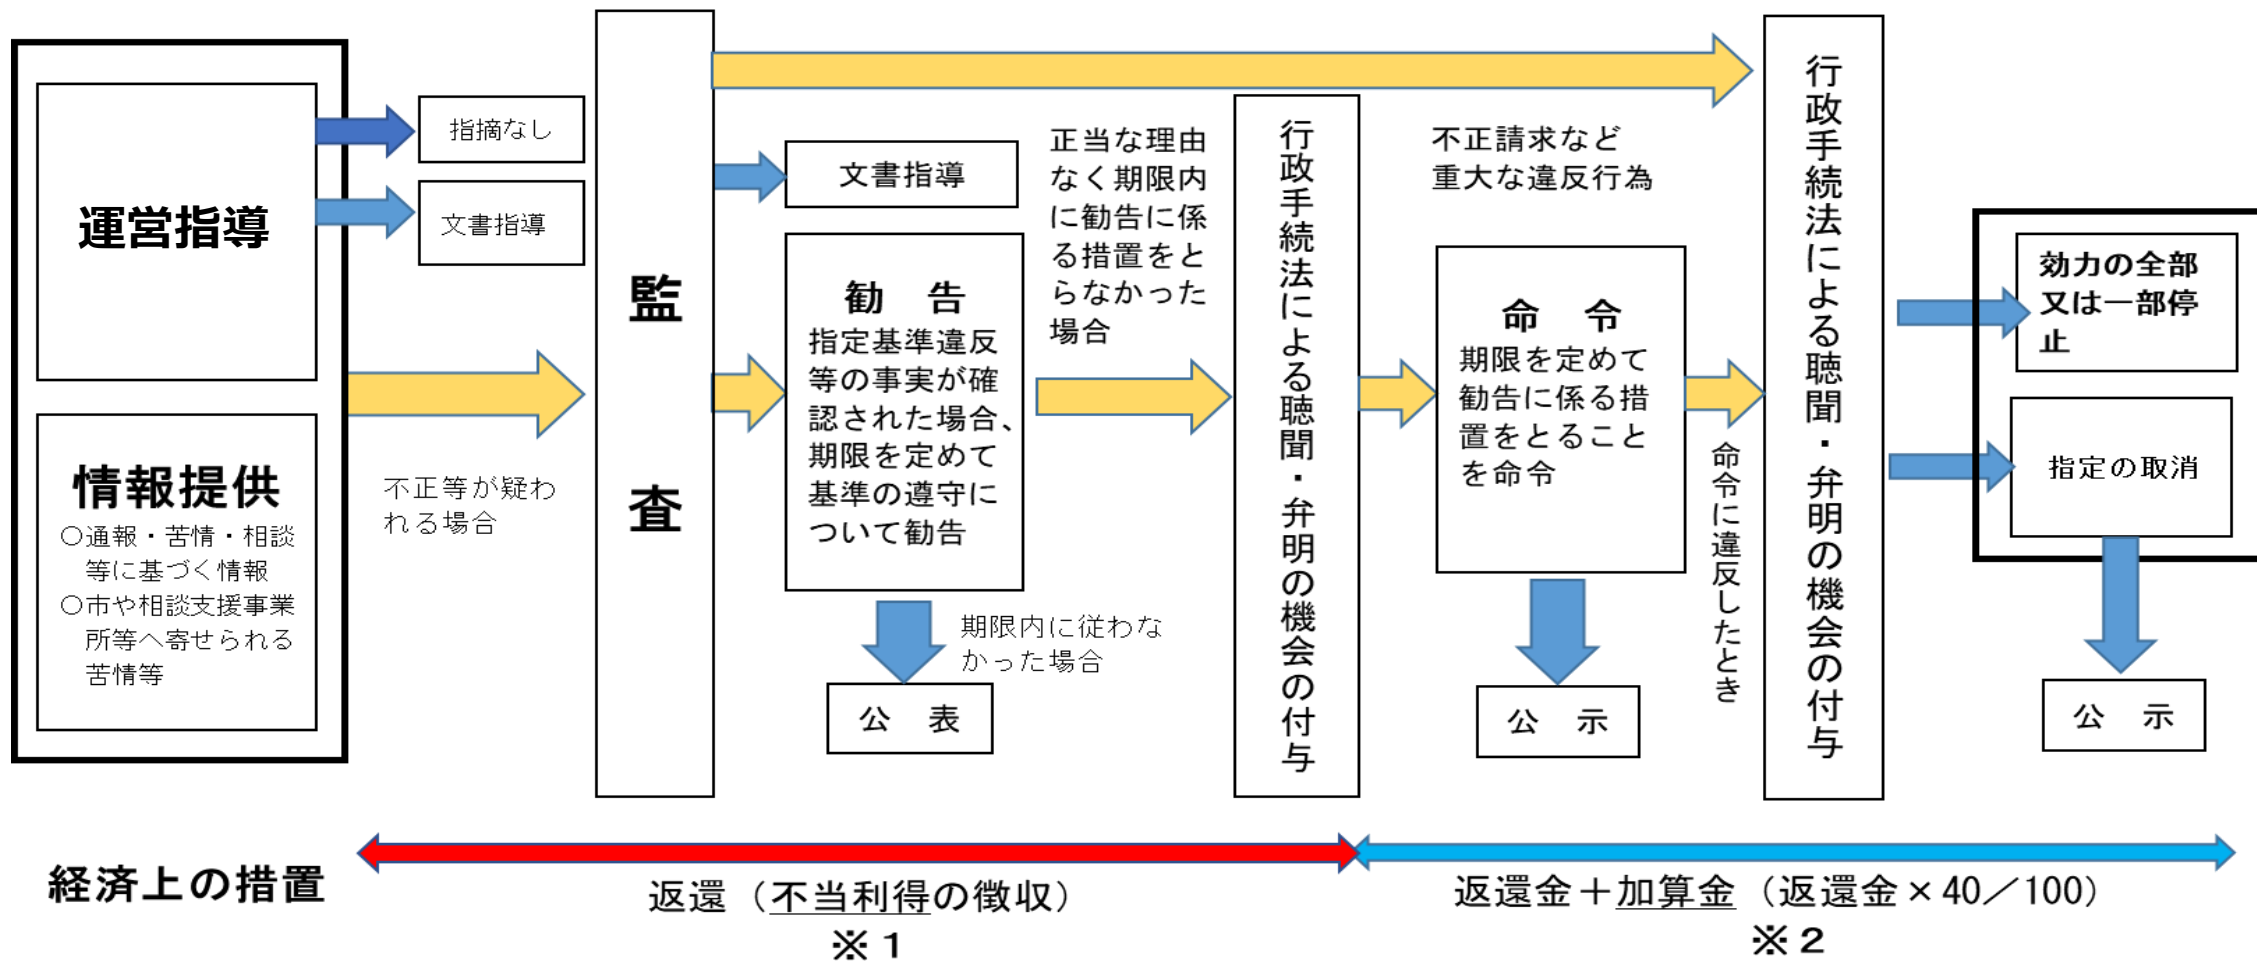 運営指導
情報提供
○通報・苦情・相談
等に基づく情報
○市や相談支援事業
所等へ寄せられる
苦情等
指摘なし
文書指導
不正等が疑わ
れる場合
監査
文書指導
勧　告
指定基準違反
等の事実が確
認された場合、
期限を定めて
基準の遵守に
ついて勧告
期限内に従わな
かった場合
公　表
正当な理由
なく期限内
に勧告に係
る措置をと
らなかった
場合
行政手続法による聴聞・弁明の機会の付与
不正請求など
重大な違反行為
命　令
期限を定めて
勧告に係る措
置をとること
を命令
公　示
命令に違反したとき
行政手続法による聴聞・弁明の機会の付与
効力の全部
又は一部停
止
指定の取消
公　示
経済上の措置
返還（不当利得の徴収）
※１
返還金＋加算金（返還金×40／100）
※２